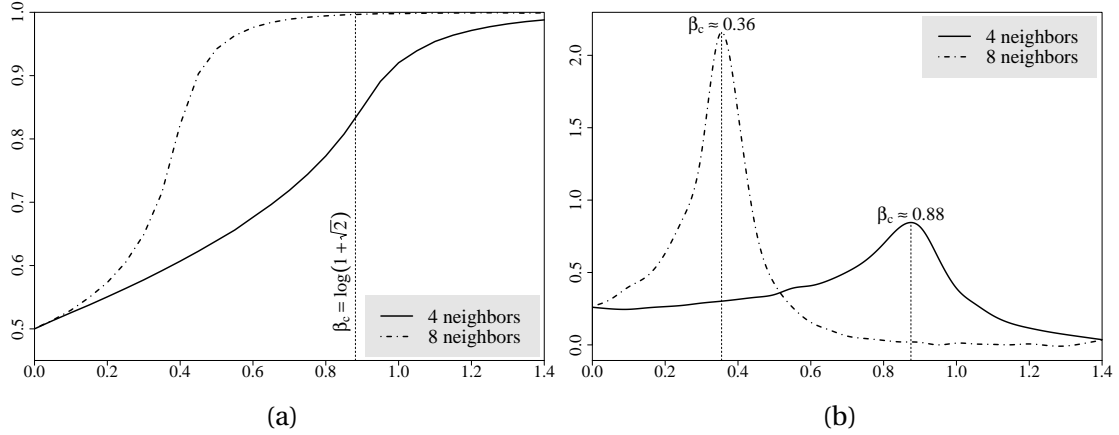 1.0
0.9
0.8
0.7
0.6
0.5
0.0 0.2 0.4 0.6 0.8 1.0 1.2 1.4
β_c = log(1 + √2)
4 neighbors
8 neighbors
(a)
2.0
1.5
1.0
0.5
0.0
0.0 0.2 0.4 0.6 0.8 1.0 1.2 1.4
β_c ≈ 0.36
β_c ≈ 0.88
4 neighbors
8 neighbors
(b)